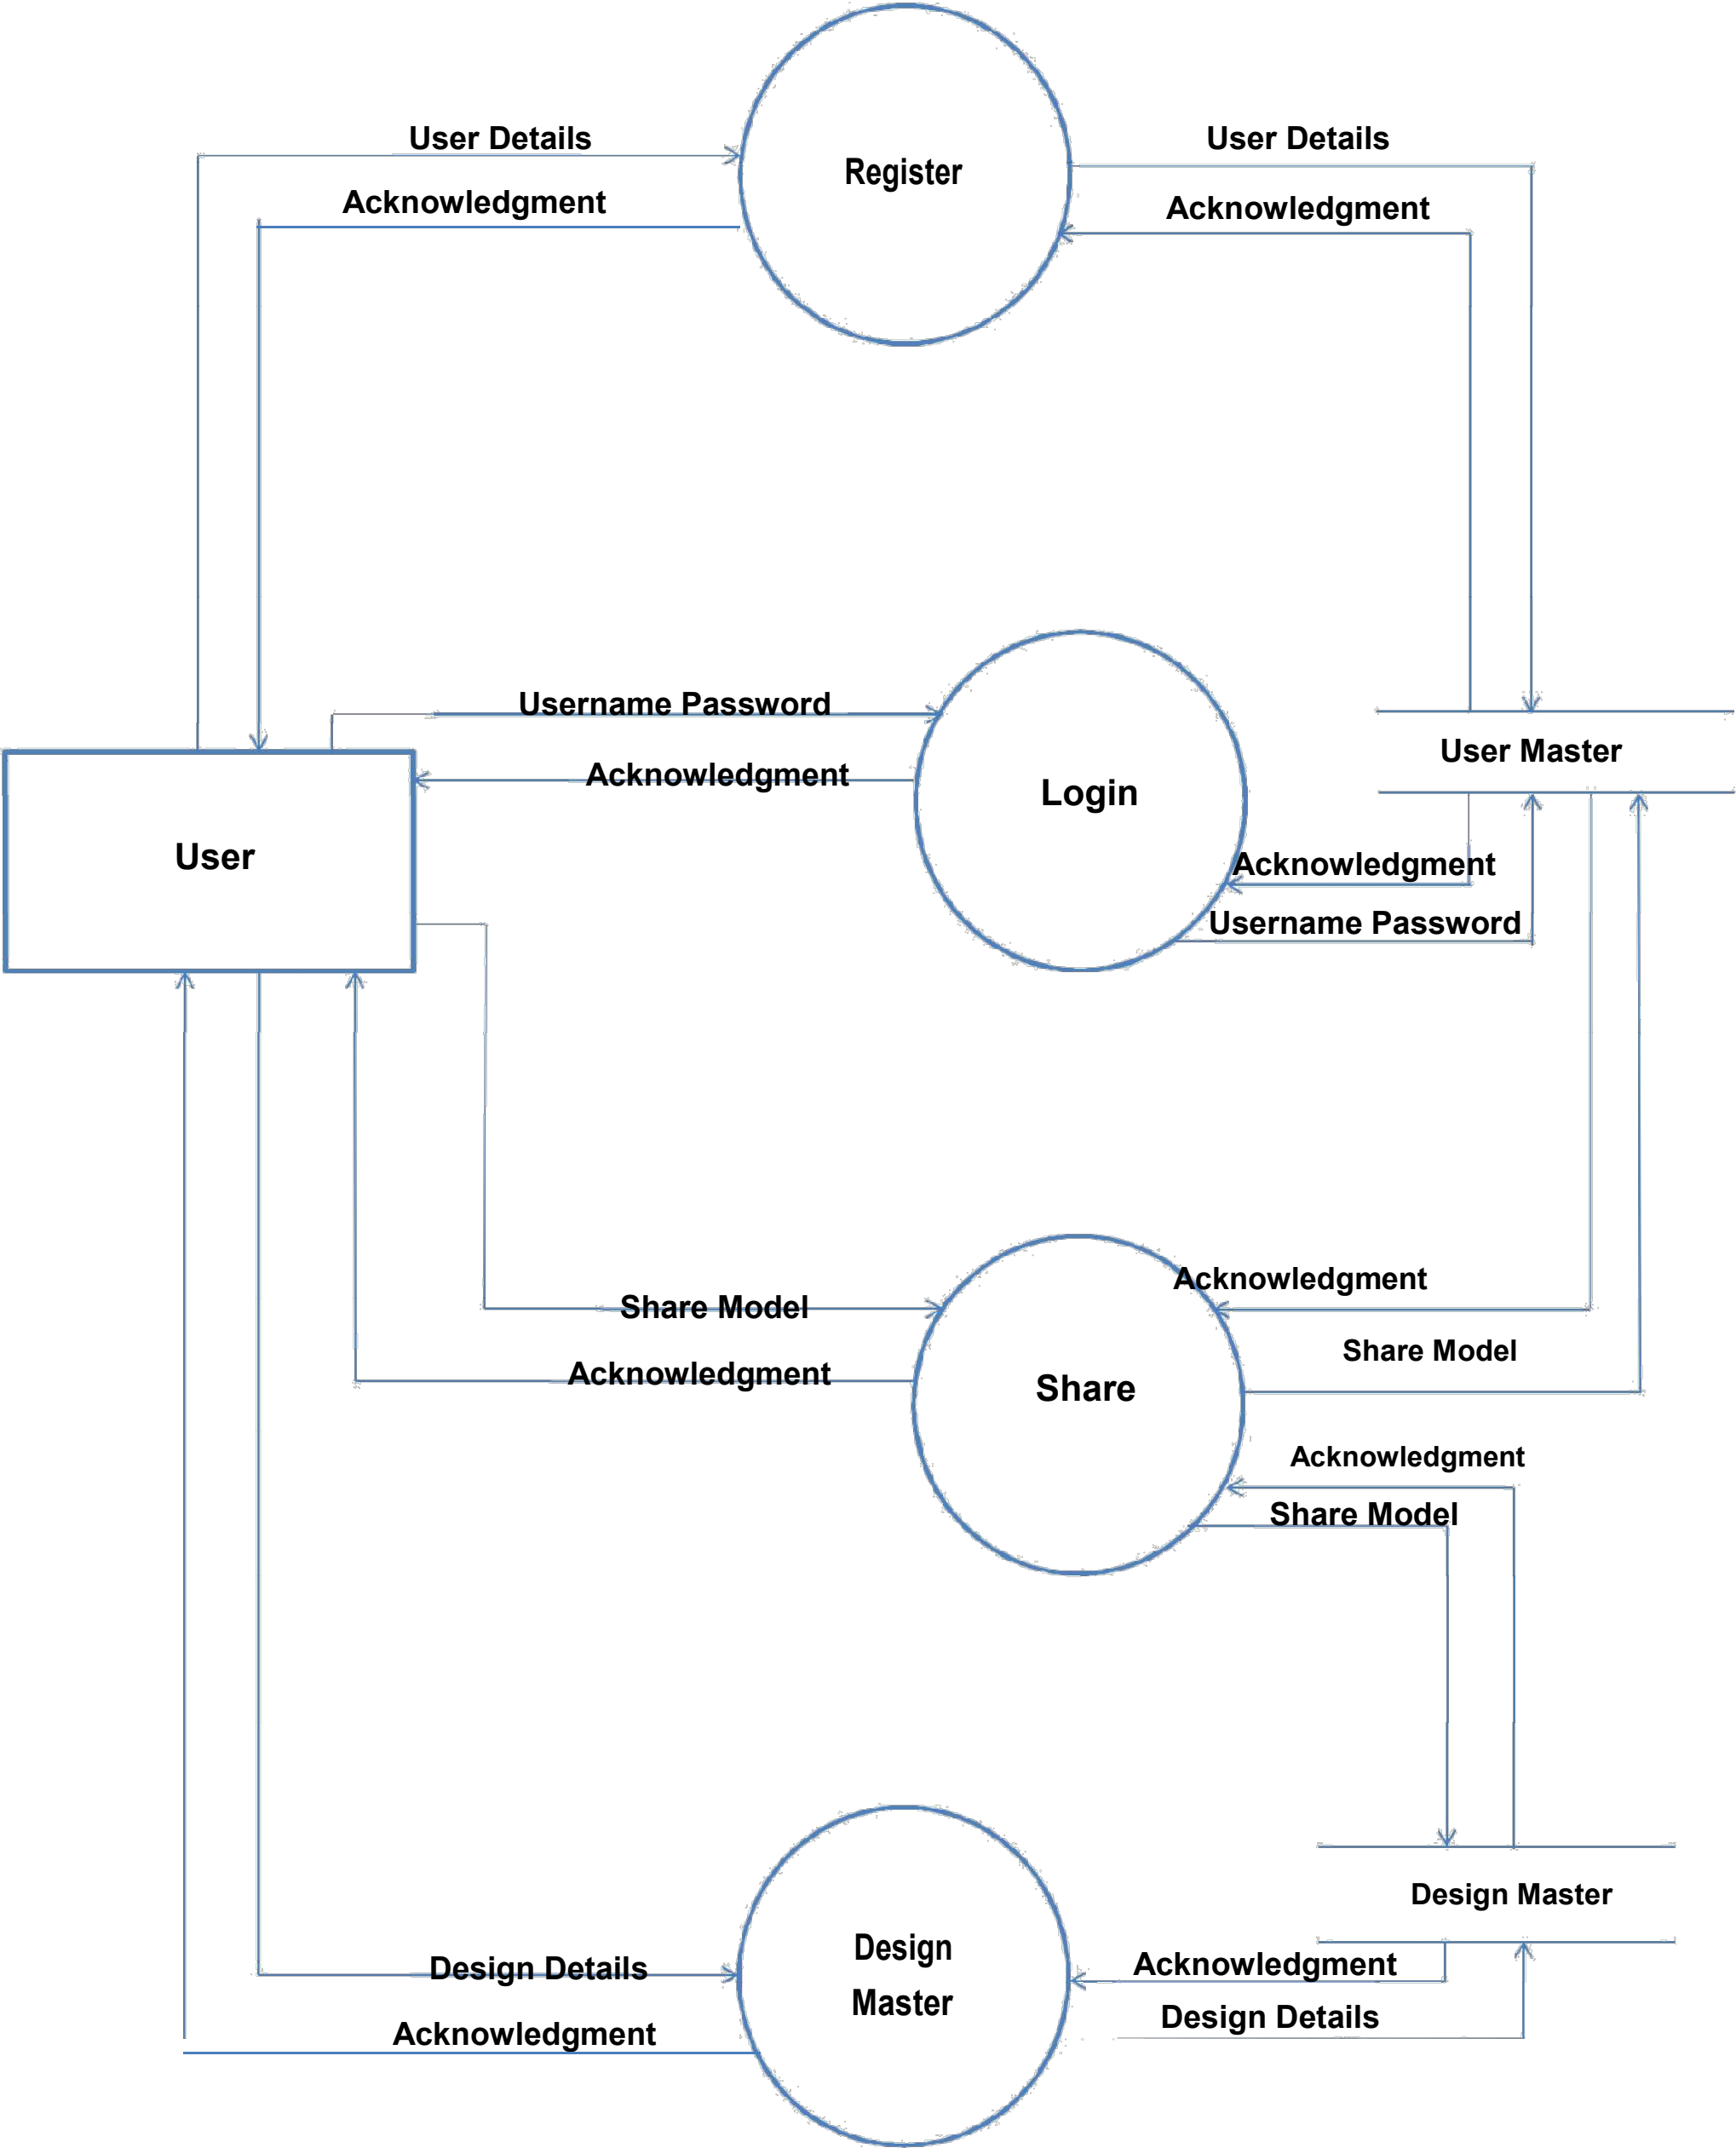 User Details
User Details
Register
Acknowledgment
Acknowledgment
Username Password
User Master
Acknowledgment
Login
User
Acknowledgment
Username Password
Acknowledgment
Share Model
Share Model
Acknowledgment
Share
Acknowledgment
Share Model
Design Master
Design
Master
Design Details
Acknowledgment
Design Details
Acknowledgment